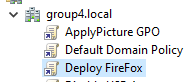 group4.local
ApplyPicture GPO
Default Domain Policy
Deploy FireFox